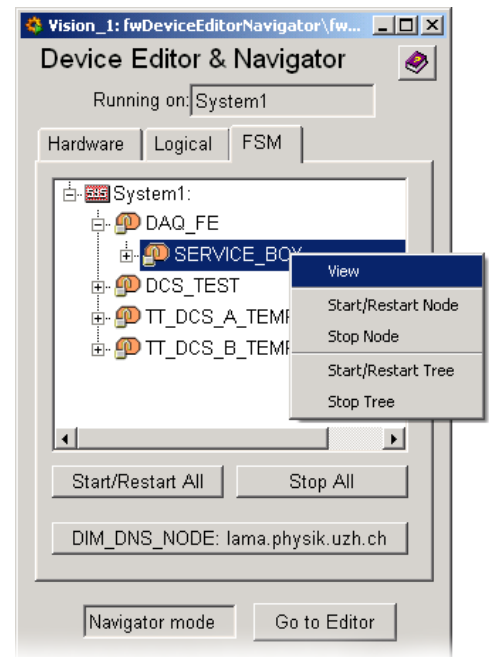 Vision_1: fwDeviceEditorNavigator\fw...
Device Editor & Navigator
Running on: System1
Hardware Logical FSM
System1:
DAQ_FE
SERVICE_BOX
DCS_TEST
TT_DCS_A_TEMP
TT_DCS_B_TEMP
View
Start/Restart Node
Stop Node
Start/Restart Tree
Stop Tree
Start/Restart All Stop All
DIM_DNS_NODE: lama.physik.uzh.ch
Navigator mode Go to Editor